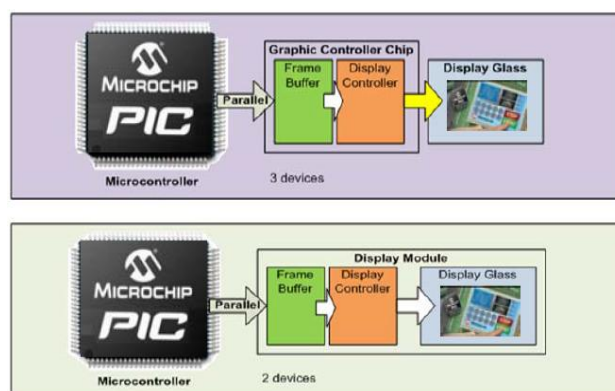 Graphic Controller Chip
Frame
Buffer
Display
Controller
Display Glass
MICROCHIP
PIC
Parallel
Microcontroller
3 devices
Display Module
Frame
Buffer
Display
Controller
Display Glass
MICROCHIP
PIC
Parallel
Microcontroller
2 devices